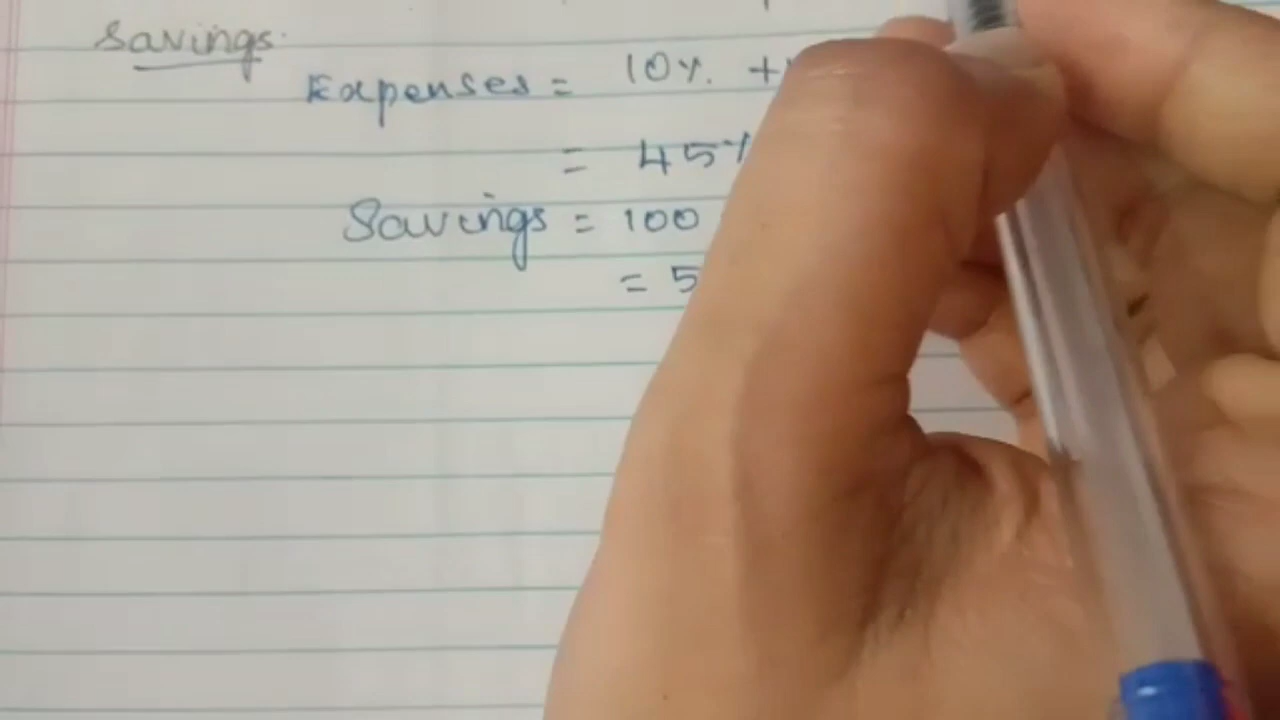 Savings.
Expenses = 10% +
= 45%
Savings = 100
= 5